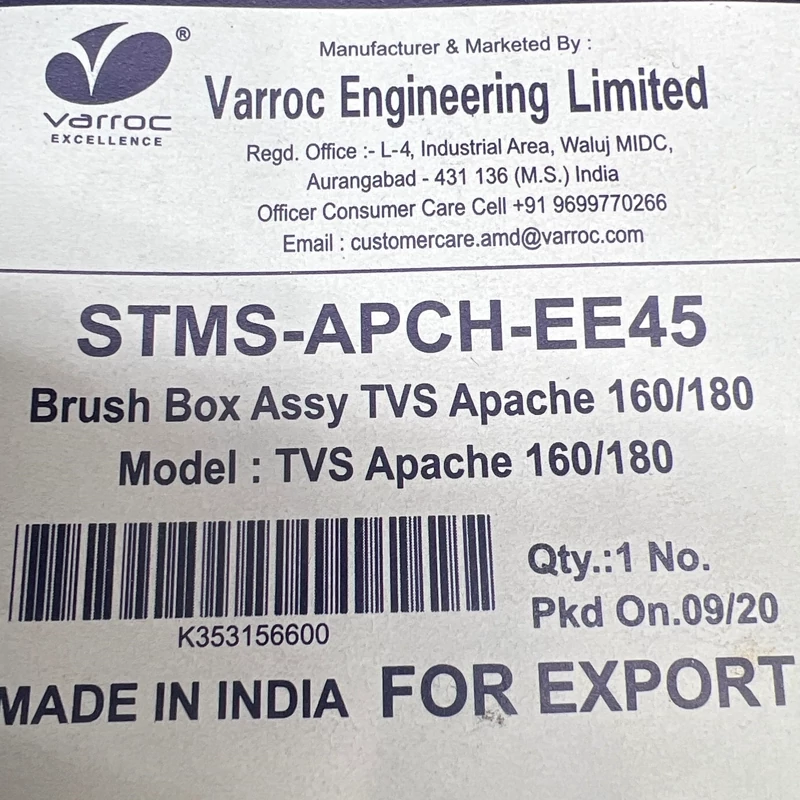 varroc ®
EXCELLENCE
Manufacturer & Marketed By :
Varroc Engineering Limited
Regd. Office :- L-4, Industrial Area, Waluj MIDC,
Aurangabad - 431 136 (M.S.) India
Officer Consumer Care Cell +91 9699770266
Email : customercare.amd@varroc.com
STMS-APCH-EE45
Brush Box Assy TVS Apache 160/180
Model : TVS Apache 160/180
K353156600
Qty.:1 No.
Pkd On.09/20
MADE IN INDIA FOR EXPORT